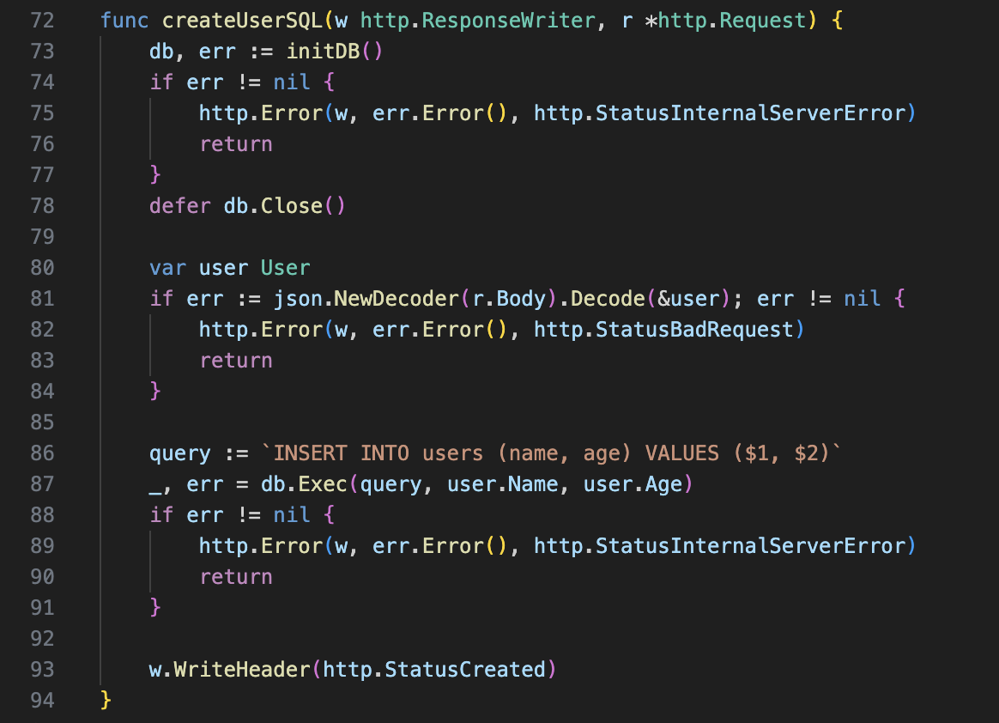 72 func createUserSQL(w http.ResponseWriter, r *http.Request) {
73     db, err := initDB()
74     if err != nil {
75         http.Error(w, err.Error(), http.StatusInternalServerError)
76         return
77     }
78     defer db.Close()
79
80     var user User
81     if err := json.NewDecoder(r.Body).Decode(&user); err != nil {
82         http.Error(w, err.Error(), http.StatusBadRequest)
83         return
84     }
85
86     query := `INSERT INTO users (name, age) VALUES ($1, $2)`
87     _, err = db.Exec(query, user.Name, user.Age)
88     if err != nil {
89         http.Error(w, err.Error(), http.StatusInternalServerError)
90         return
91     }
92
93     w.WriteHeader(http.StatusCreated)
94 }